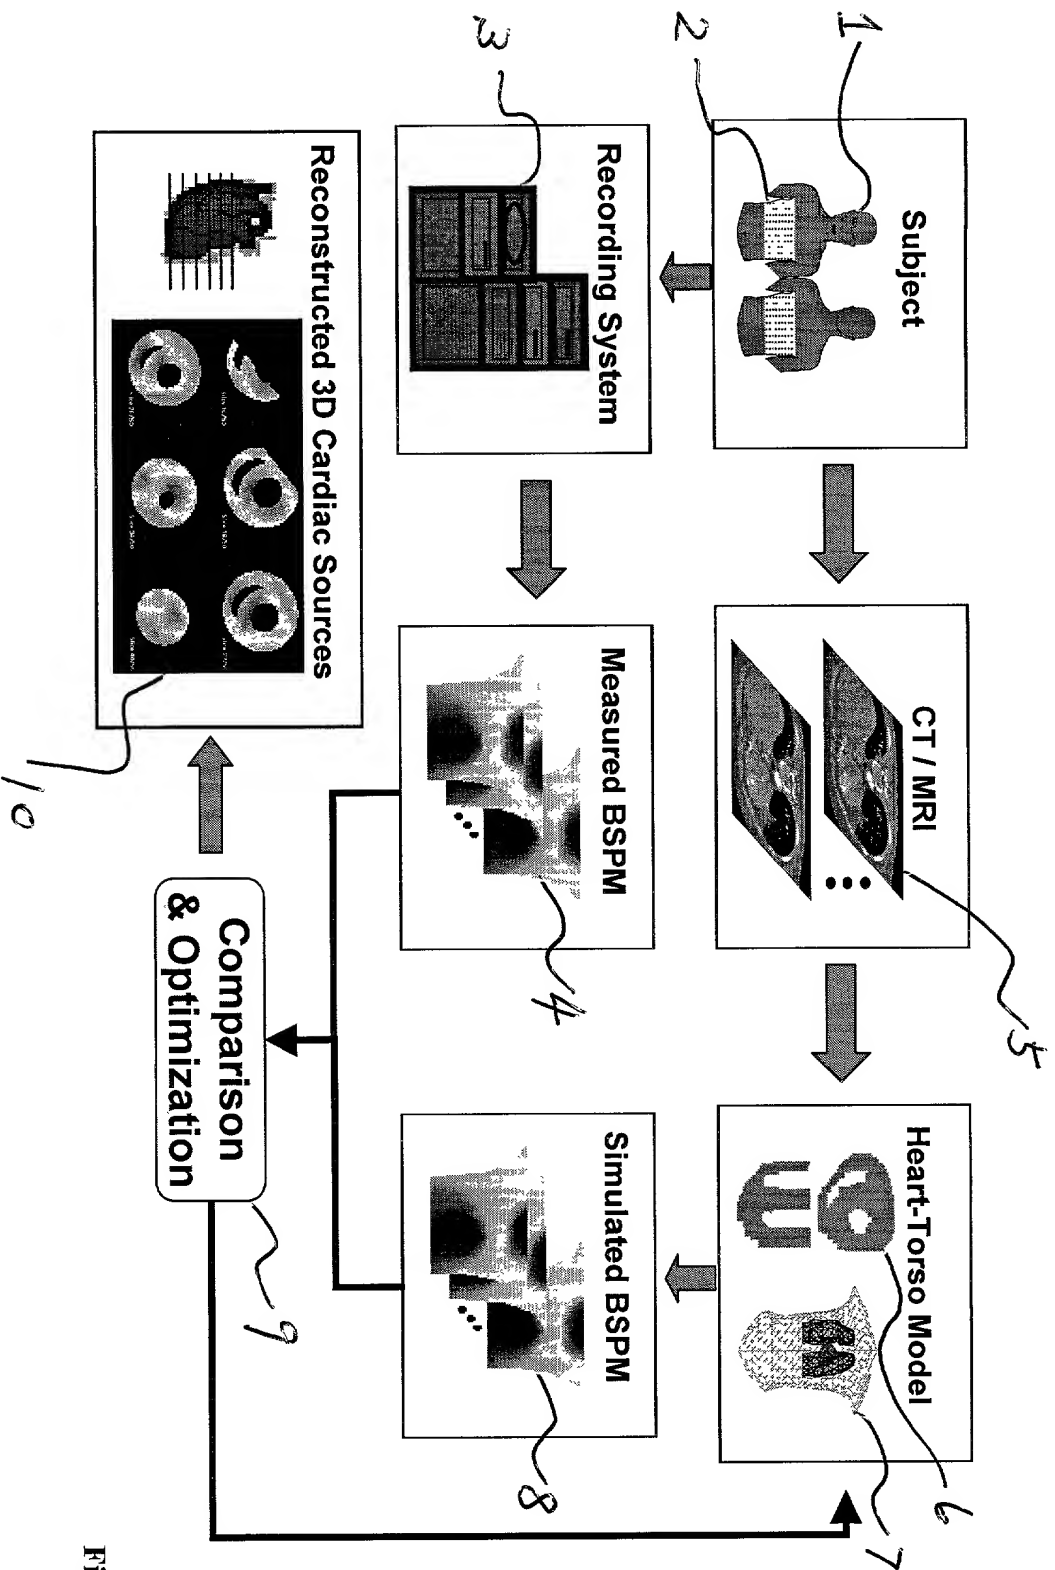 1
2
Subject
CT / MRI
5
Heart-Torso Model
6
7
3
Recording System
Measured BSPM
4
Simulated BSPM
8
Reconstructed 3D Cardiac Sources
10
Comparison
& Optimization
9